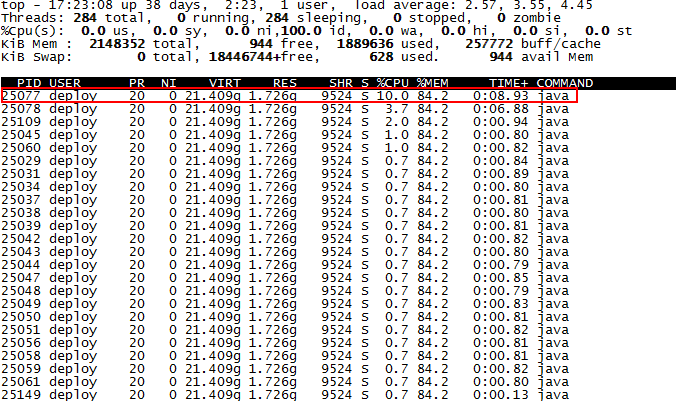 top - 17:23:08 up 38 days,  2:23,  1 user,  load average: 2.57, 3.55, 4.45
Threads: 284 total,   0 running, 284 sleeping,   0 stopped,   0 zombie
%Cpu(s):  0.0 us,  0.0 sy,  0.0 ni,100.0 id,  0.0 wa,  0.0 hi,  0.0 si,  0.0 st
KiB Mem :  2148352 total,      944 free,  1889636 used,   257772 buff/cache
KiB Swap:        0 total, 18446744+free,      628 used.      944 avail Mem
PID USER      PR  NI    VIRT    RES    SHR S %CPU %MEM     TIME+ COMMAND
25077 deploy    20   0 21.409g 1.726g   9524 S 10.0 84.2   0:08.93 java
25078 deploy    20   0 21.409g 1.726g   9524 S  3.7 84.2   0:06.88 java
25109 deploy    20   0 21.409g 1.726g   9524 S  2.0 84.2   0:00.94 java
25045 deploy    20   0 21.409g 1.726g   9524 S  1.0 84.2   0:00.80 java
25060 deploy    20   0 21.409g 1.726g   9524 S  1.0 84.2   0:00.82 java
25029 deploy    20   0 21.409g 1.726g   9524 S  0.7 84.2   0:00.84 java
25031 deploy    20   0 21.409g 1.726g   9524 S  0.7 84.2   0:00.89 java
25034 deploy    20   0 21.409g 1.726g   9524 S  0.7 84.2   0:00.80 java
25037 deploy    20   0 21.409g 1.726g   9524 S  0.7 84.2   0:00.81 java
25038 deploy    20   0 21.409g 1.726g   9524 S  0.7 84.2   0:00.80 java
25039 deploy    20   0 21.409g 1.726g   9524 S  0.7 84.2   0:00.81 java
25042 deploy    20   0 21.409g 1.726g   9524 S  0.7 84.2   0:00.82 java
25043 deploy    20   0 21.409g 1.726g   9524 S  0.7 84.2   0:00.80 java
25044 deploy    20   0 21.409g 1.726g   9524 S  0.7 84.2   0:00.79 java
25047 deploy    20   0 21.409g 1.726g   9524 S  0.7 84.2   0:00.85 java
25048 deploy    20   0 21.409g 1.726g   9524 S  0.7 84.2   0:00.79 java
25049 deploy    20   0 21.409g 1.726g   9524 S  0.7 84.2   0:00.83 java
25050 deploy    20   0 21.409g 1.726g   9524 S  0.7 84.2   0:00.81 java
25051 deploy    20   0 21.409g 1.726g   9524 S  0.7 84.2   0:00.82 java
25056 deploy    20   0 21.409g 1.726g   9524 S  0.7 84.2   0:00.81 java
25058 deploy    20   0 21.409g 1.726g   9524 S  0.7 84.2   0:00.81 java
25059 deploy    20   0 21.409g 1.726g   9524 S  0.7 84.2   0:00.82 java
25061 deploy    20   0 21.409g 1.726g   9524 S  0.7 84.2   0:00.80 java
25149 deploy    20   0 21.409g 1.726g   9524 S  0.7 84.2   0:00.13 java